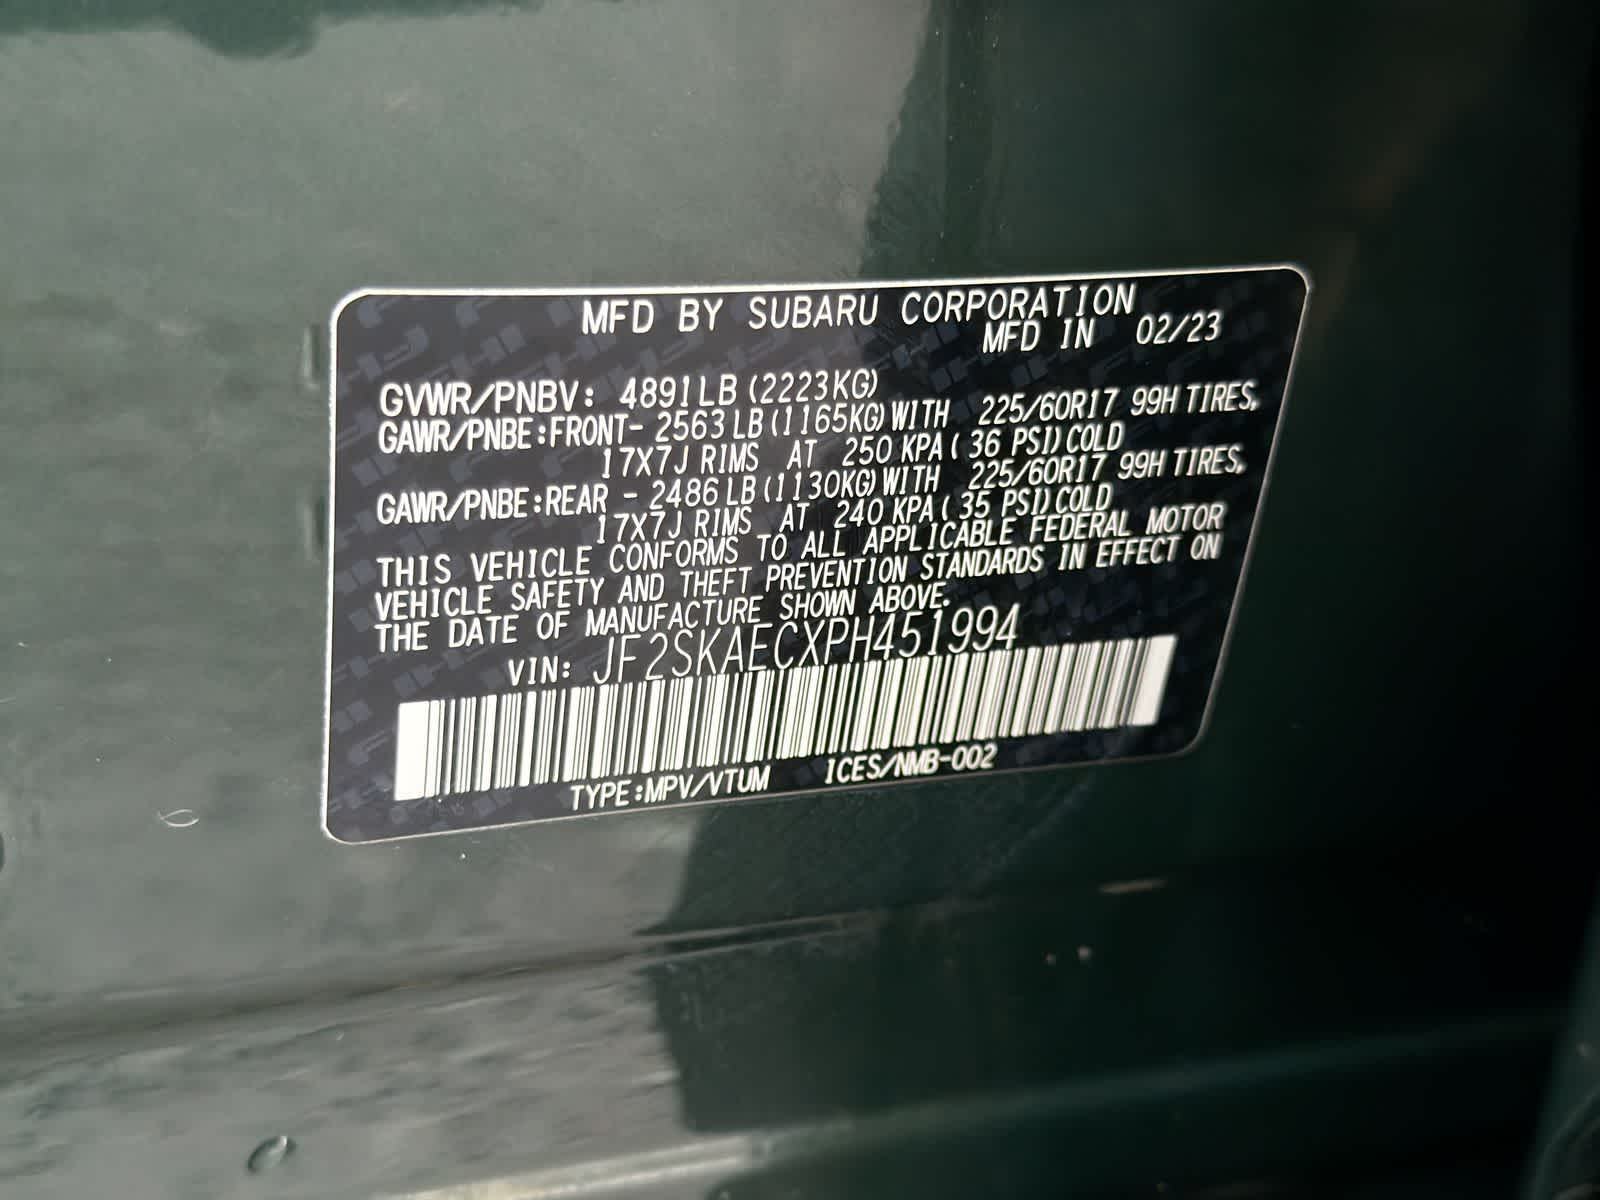 MFD BY SUBARU CORPORATION
MFD IN 02/23
GVWR/PNBV: 4891LB (2223KG)
GAWR/PNBE:FRONT- 2563LB (1165KG)WITH 225/60R17 99H TIRES,
17X7J RIMS AT 250 KPA( 36 PSI)COLD
GAWR/PNBE:REAR - 2486LB (1130KG)WITH 225/60R17 99H TIRES,
17X7J RIMS AT 240 KPA( 35 PSI)COLD
THIS VEHICLE CONFORMS TO ALL APPLICABLE FEDERAL MOTOR
VEHICLE SAFETY AND THEFT PREVENTION STANDARDS IN EFFECT ON
THE DATE OF MANUFACTURE SHOWN ABOVE.
VIN: JF2SKAECXPH451994
TYPE:MPV/VTUM ICES/NMB-002